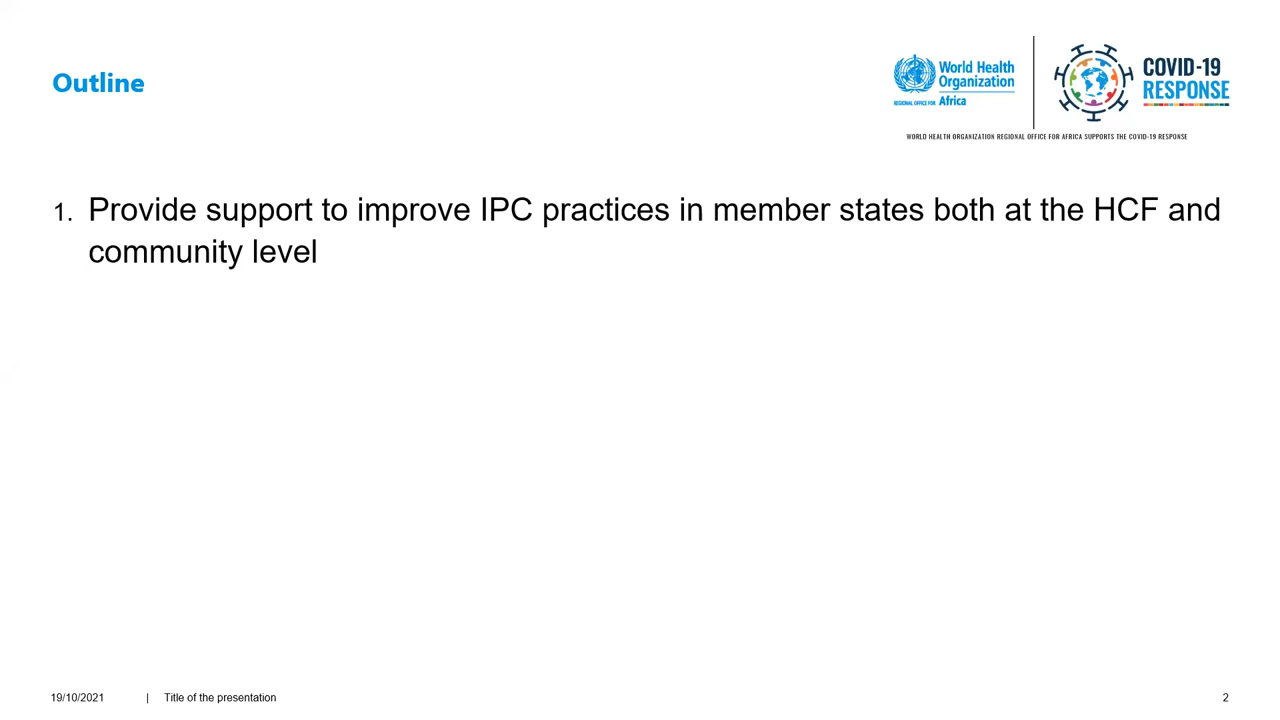 Outline
World Health
Organization
REGIONAL OFFICE FOR Africa
COVID-19
RESPONSE
WORLD HEALTH ORGANIZATION REGIONAL OFFICE FOR AFRICA SUPPORTS THE COVID-19 RESPONSE
1. Provide support to improve IPC practices in member states both at the HCF and
community level
19/10/2021 | Title of the presentation 2